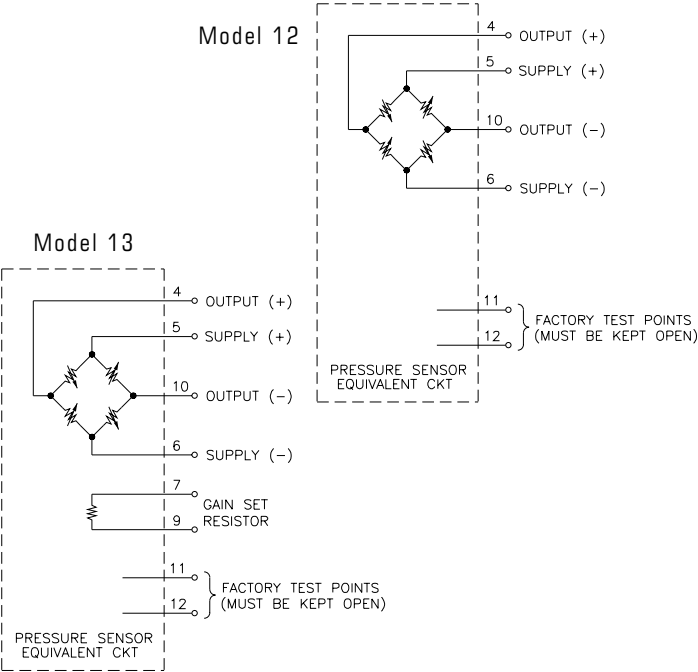 Model 12
4 OUTPUT (+)
5 SUPPLY (+)
10 OUTPUT (−)
6 SUPPLY (−)
11
12
FACTORY TEST POINTS
(MUST BE KEPT OPEN)
PRESSURE SENSOR
EQUIVALENT CKT
Model 13
4 OUTPUT (+)
5 SUPPLY (+)
10 OUTPUT (−)
6 SUPPLY (−)
7
9
GAIN SET
RESISTOR
11
12
FACTORY TEST POINTS
(MUST BE KEPT OPEN)
PRESSURE SENSOR
EQUIVALENT CKT